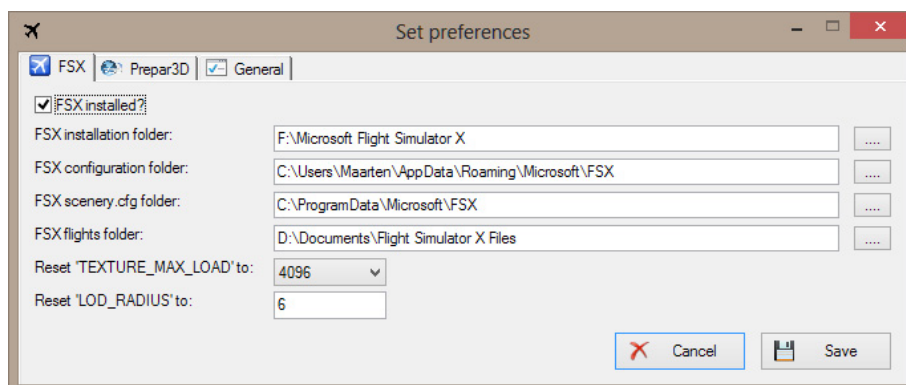 Set preferences
FSX Prepar3D General
FSX installed?
FSX installation folder: F:\Microsoft Flight Simulator X ....
FSX configuration folder: C:\Users\Maarten\AppData\Roaming\Microsoft\FSX ....
FSX scenery.cfg folder: C:\ProgramData\Microsoft\FSX ....
FSX flights folder: D:\Documents\Flight Simulator X Files ....
Reset 'TEXTURE_MAX_LOAD' to: 4096
Reset 'LOD_RADIUS' to: 6
Cancel Save